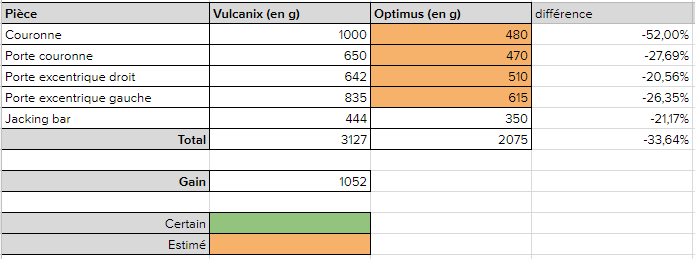 Pièce Vulcanix (en g) Optimus (en g) différence
Couronne 1000 480 -52,00%
Porte couronne 650 470 -27,69%
Porte excentrique droit 642 510 -20,56%
Porte excentrique gauche 835 615 -26,35%
Jacking bar 444 350 -21,17%
Total 3127 2075 -33,64%
Gain 1052
Certain
Estimé